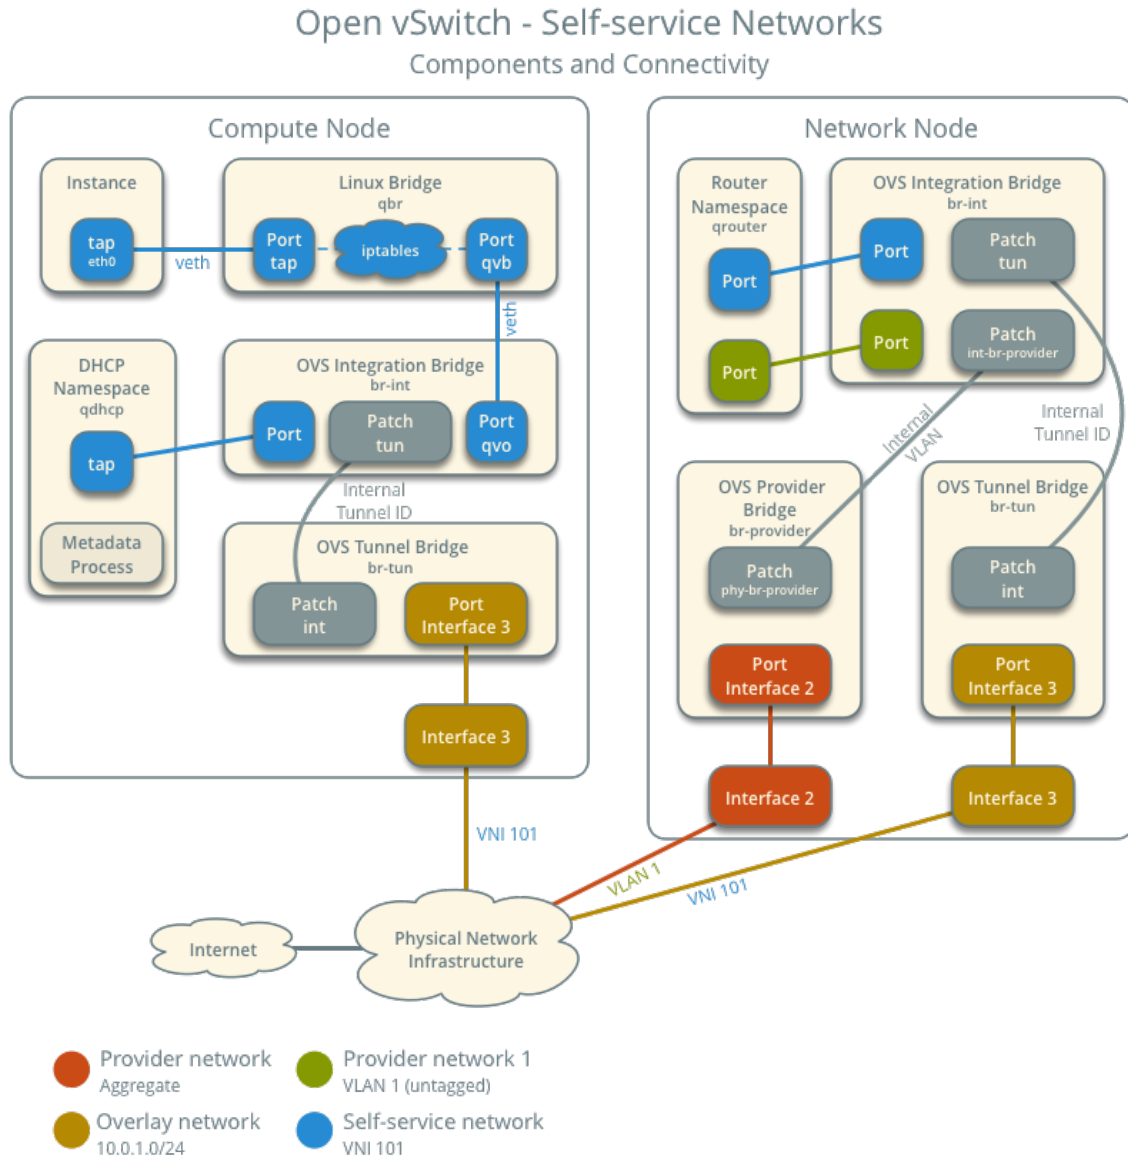 Open vSwitch - Self-service Networks
Components and Connectivity
Compute Node
Instance
tap
eth0
veth
Linux Bridge
qbr
Port
tap
iptables
Port
qvb
veth
DHCP
Namespace
qdhcp
tap
Metadata
Process
OVS Integration Bridge
br-int
Port
Patch
tun
Port
qvo
Internal
Tunnel ID
OVS Tunnel Bridge
br-tun
Patch
int
Port
Interface 3
Interface 3
VNI 101
Network Node
Router
Namespace
qrouter
Port
Port
OVS Integration Bridge
br-int
Port
Patch
tun
Port
Patch
int-br-provider
Internal
VLAN
Internal
Tunnel ID
OVS Provider
Bridge
br-provider
Patch
phy-br-provider
Port
Interface 2
OVS Tunnel Bridge
br-tun
Patch
int
Port
Interface 3
Interface 2
Interface 3
VLAN 1
VNI 101
Internet
Physical Network
Infrastructure
Provider network
Aggregate
Provider network 1
VLAN 1 (untagged)
Overlay network
10.0.1.0/24
Self-service network
VNI 101